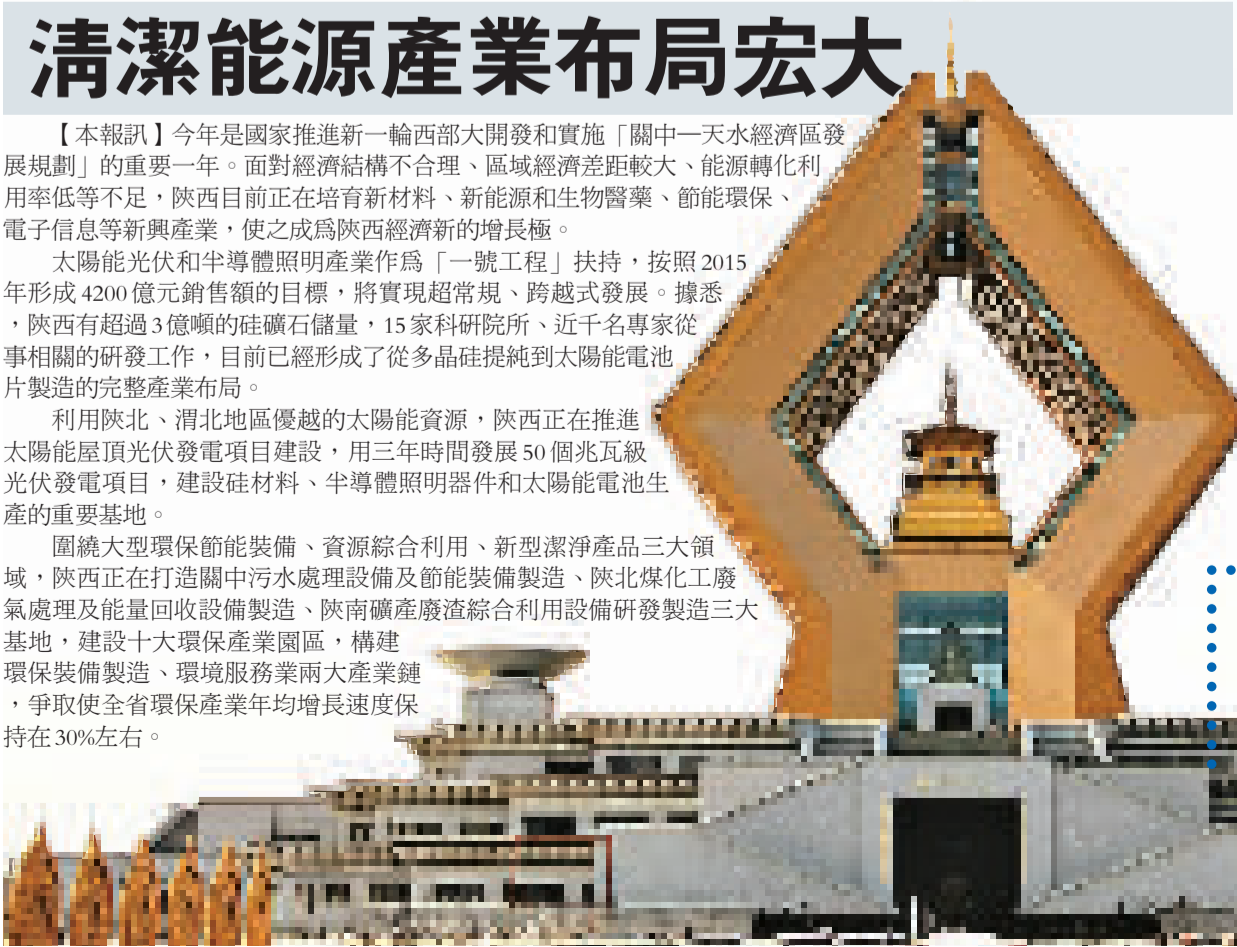 清潔能源產業布局宏大
【本報訊】今年是國家推進新一輪西部大開發和實施「關中—天水經濟區發
展規劃」的重要一年。面對經濟結構不合理、區域經濟差距較大、能源轉化利
用率低等不足，陝西目前正在培育新材料、新能源和生物醫藥、節能環保、
電子信息等新興產業，使之成爲陝西經濟新的增長極。
太陽能光伏和半導體照明產業作爲「一號工程」扶持，按照2015
年形成4200億元銷售額的目標，將實現超常規、跨越式發展。據悉
，陝西有超過3億噸的硅礦石儲量，15家科研院所、近千名專家從
事相關的研發工作，目前已經形成了從多晶硅提純到太陽能電池
片製造的完整產業布局。
利用陝北、渭北地區優越的太陽能資源，陝西正在推進
太陽能屋頂光伏發電項目建設，用三年時間發展50個兆瓦級
光伏發電項目，建設硅材料、半導體照明器件和太陽能電池生
產的重要基地。
圍繞大型環保節能裝備、資源綜合利用、新型潔淨產品三大領
域，陝西正在打造關中污水處理設備及節能裝備製造、陝北煤化工廢
氣處理及能量回收設備製造、陝南礦產廢渣綜合利用設備研發製造三大
基地，建設十大環保產業園區，構建
環保裝備製造、環境服務業兩大產業鏈
，爭取使全省環保產業年均增長速度保
持在30%左右。